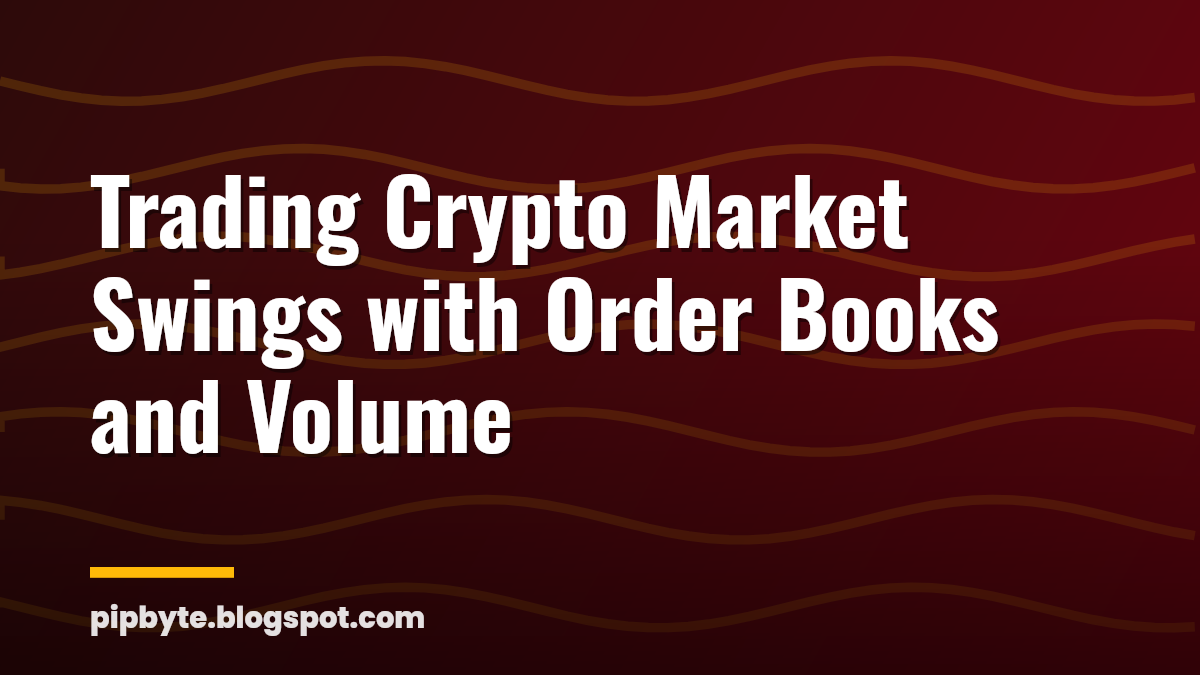 Trading Crypto Market
Swings with Order Books
and Volume
pipbyte.blogspot.com